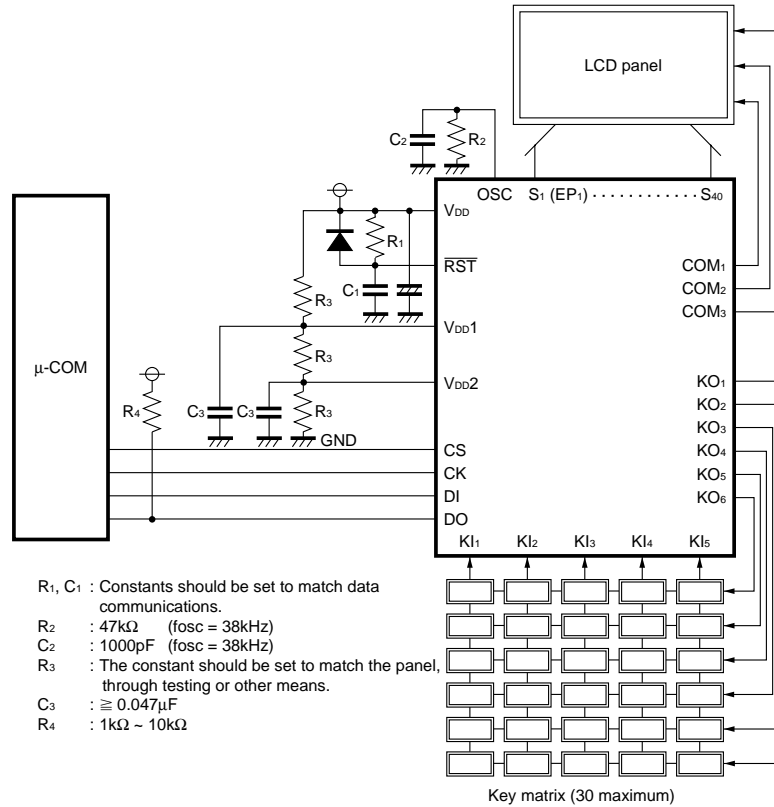 LCD panel
C2
R2
OSC S1 (EP1) · · · · · · · · · · · S40
VDD
R1
RST
C1
R3
VDD1
R3
VDD2
C3 C3 R3
GND
μ-COM
R4
CS
CK
DI
DO
COM1
COM2
COM3
KO1
KO2
KO3
KO4
KO5
KO6
KI1 KI2 KI3 KI4 KI5
R1, C1 : Constants should be set to match data
communications.
R2 : 47kΩ (fosc = 38kHz)
C2 : 1000pF (fosc = 38kHz)
R3 : The constant should be set to match the panel,
through testing or other means.
C3 : ≧ 0.047μF
R4 : 1kΩ ~ 10kΩ
Key matrix (30 maximum)